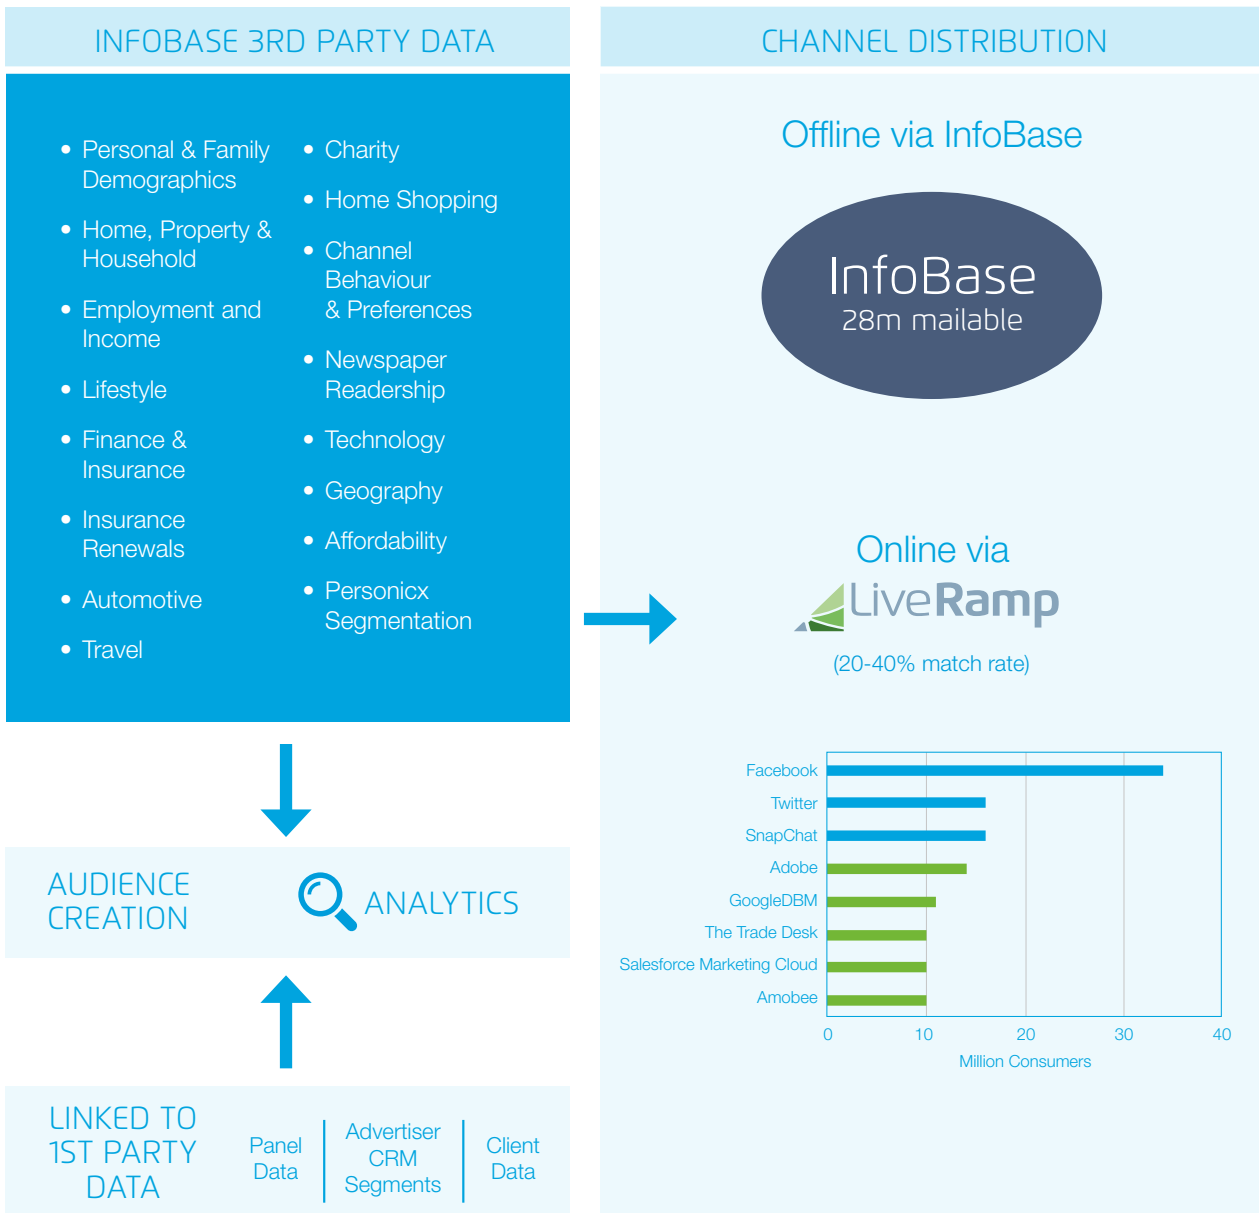 INFOBASE 3RD PARTY DATA
• Personal & Family
Demographics
• Home, Property &
Household
• Employment and
Income
• Lifestyle
• Finance &
Insurance
• Insurance
Renewals
• Automotive
• Travel
• Charity
• Home Shopping
• Channel
Behaviour
& Preferences
• Newspaper
Readership
• Technology
• Geography
• Affordability
• Personicx
Segmentation
AUDIENCE
CREATION
ANALYTICS
LINKED TO
1ST PARTY
DATA
Panel
Data
Advertiser
CRM
Segments
Client
Data
CHANNEL DISTRIBUTION
Offline via InfoBase
InfoBase
28m mailable
Online via
LiveRamp
(20-40% match rate)
Facebook
Twitter
SnapChat
Adobe
GoogleDBM
The Trade Desk
Salesforce Marketing Cloud
Amobee
0 10 20 30 40
Million Consumers